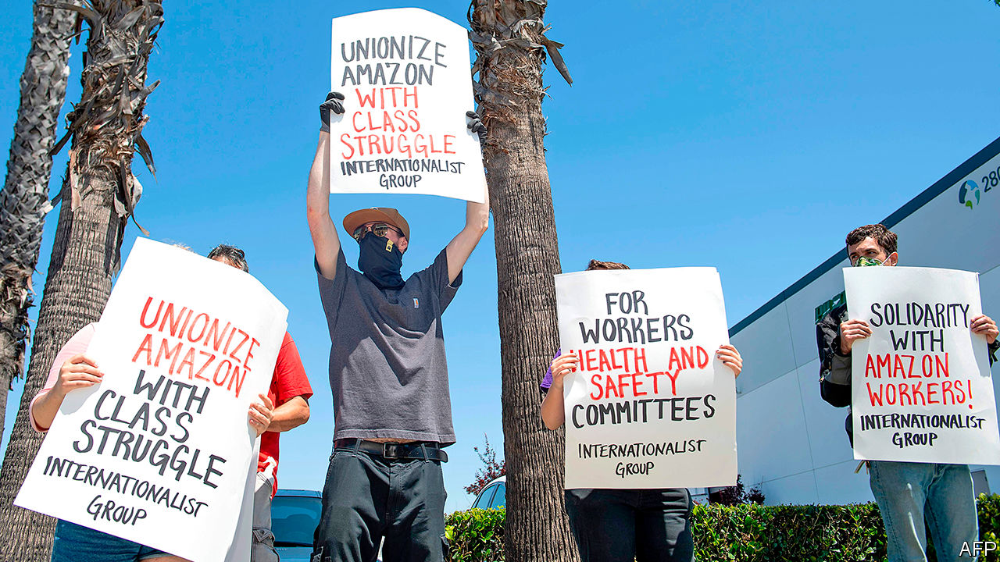 UNIONIZE
AMAZON
WITH
CLASS
STRUGGLE
INTERNATIONALIST
GROUP
UNIONIZE
AMAZON
WITH
CLASS
STRUGGLE
INTERNATIONALIST
GROUP
FOR
WORKERS
HEALTH AND
SAFETY
COMMITTEES
INTERNATIONALIST
GROUP
SOLIDARITY
WITH
AMAZON
WORKERS!
INTERNATIONALIST
GROUP
AFP